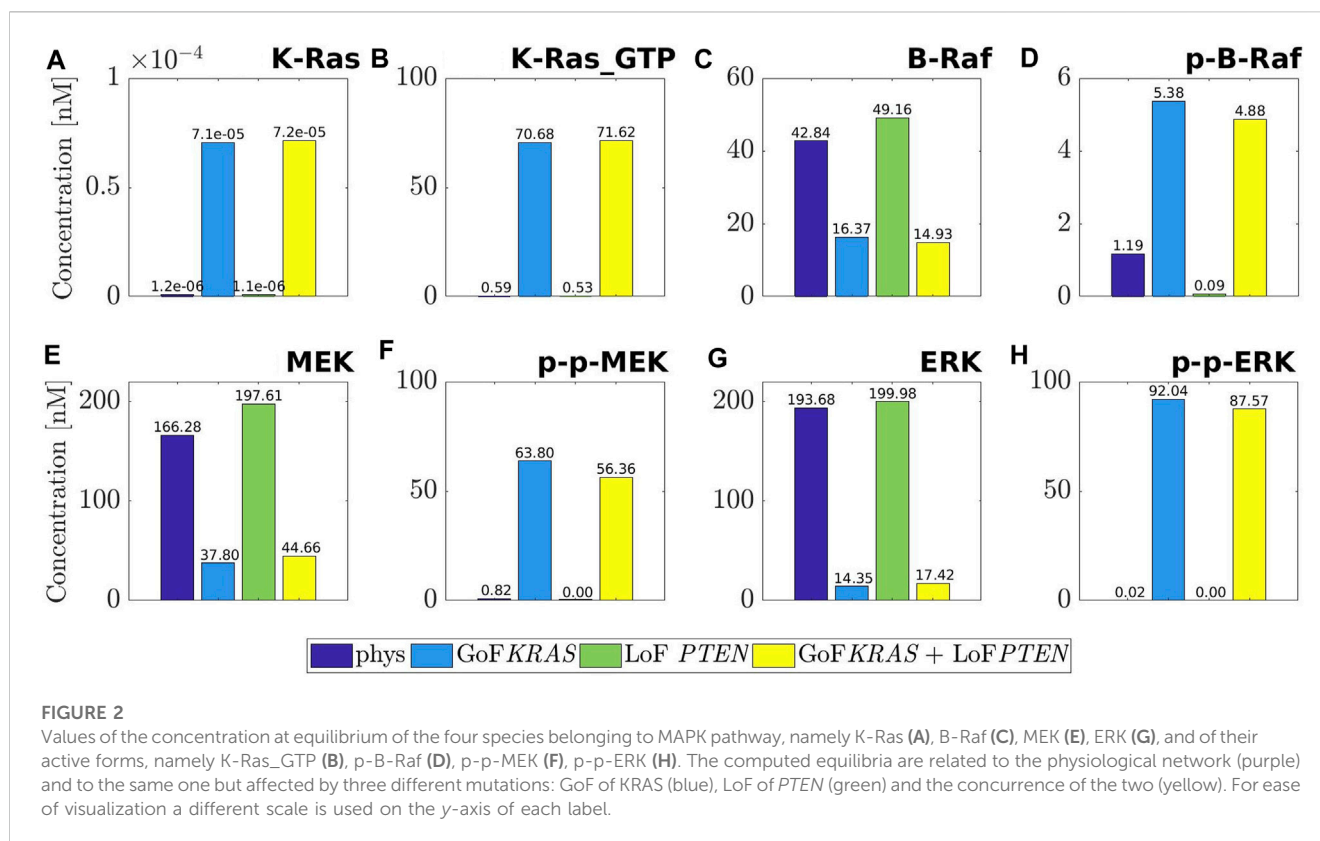 A ×10⁻⁴ K-Ras
Concentration [nM]
1
0.5
0
1.2e-06 7.1e-05 1.1e-06 7.2e-05
B K-Ras_GTP
100
50
0
0.59 70.68 0.53 71.62
C B-Raf
60
40
20
0
42.84 16.37 49.16 14.93
D p-B-Raf
6
4
2
0
1.19 5.38 0.09 4.88
E MEK
Concentration [nM]
200
100
0
166.28 37.80 197.61 44.66
F p-p-MEK
100
50
0
0.82 63.80 0.00 56.36
G ERK
200
100
0
193.68 14.35 199.98 17.42
H p-p-ERK
100
50
0
0.02 92.04 0.00 87.57
phys GoF KRAS LoF PTEN GoF KRAS + LoF PTEN
FIGURE 2
Values of the concentration at equilibrium of the four species belonging to MAPK pathway, namely K-Ras (A), B-Raf (C), MEK (E), ERK (G), and of their
active forms, namely K-Ras_GTP (B), p-B-Raf (D), p-p-MEK (F), p-p-ERK (H). The computed equilibria are related to the physiological network (purple)
and to the same one but affected by three different mutations: GoF of KRAS (blue), LoF of PTEN (green) and the concurrence of the two (yellow). For ease
of visualization a different scale is used on the y-axis of each label.